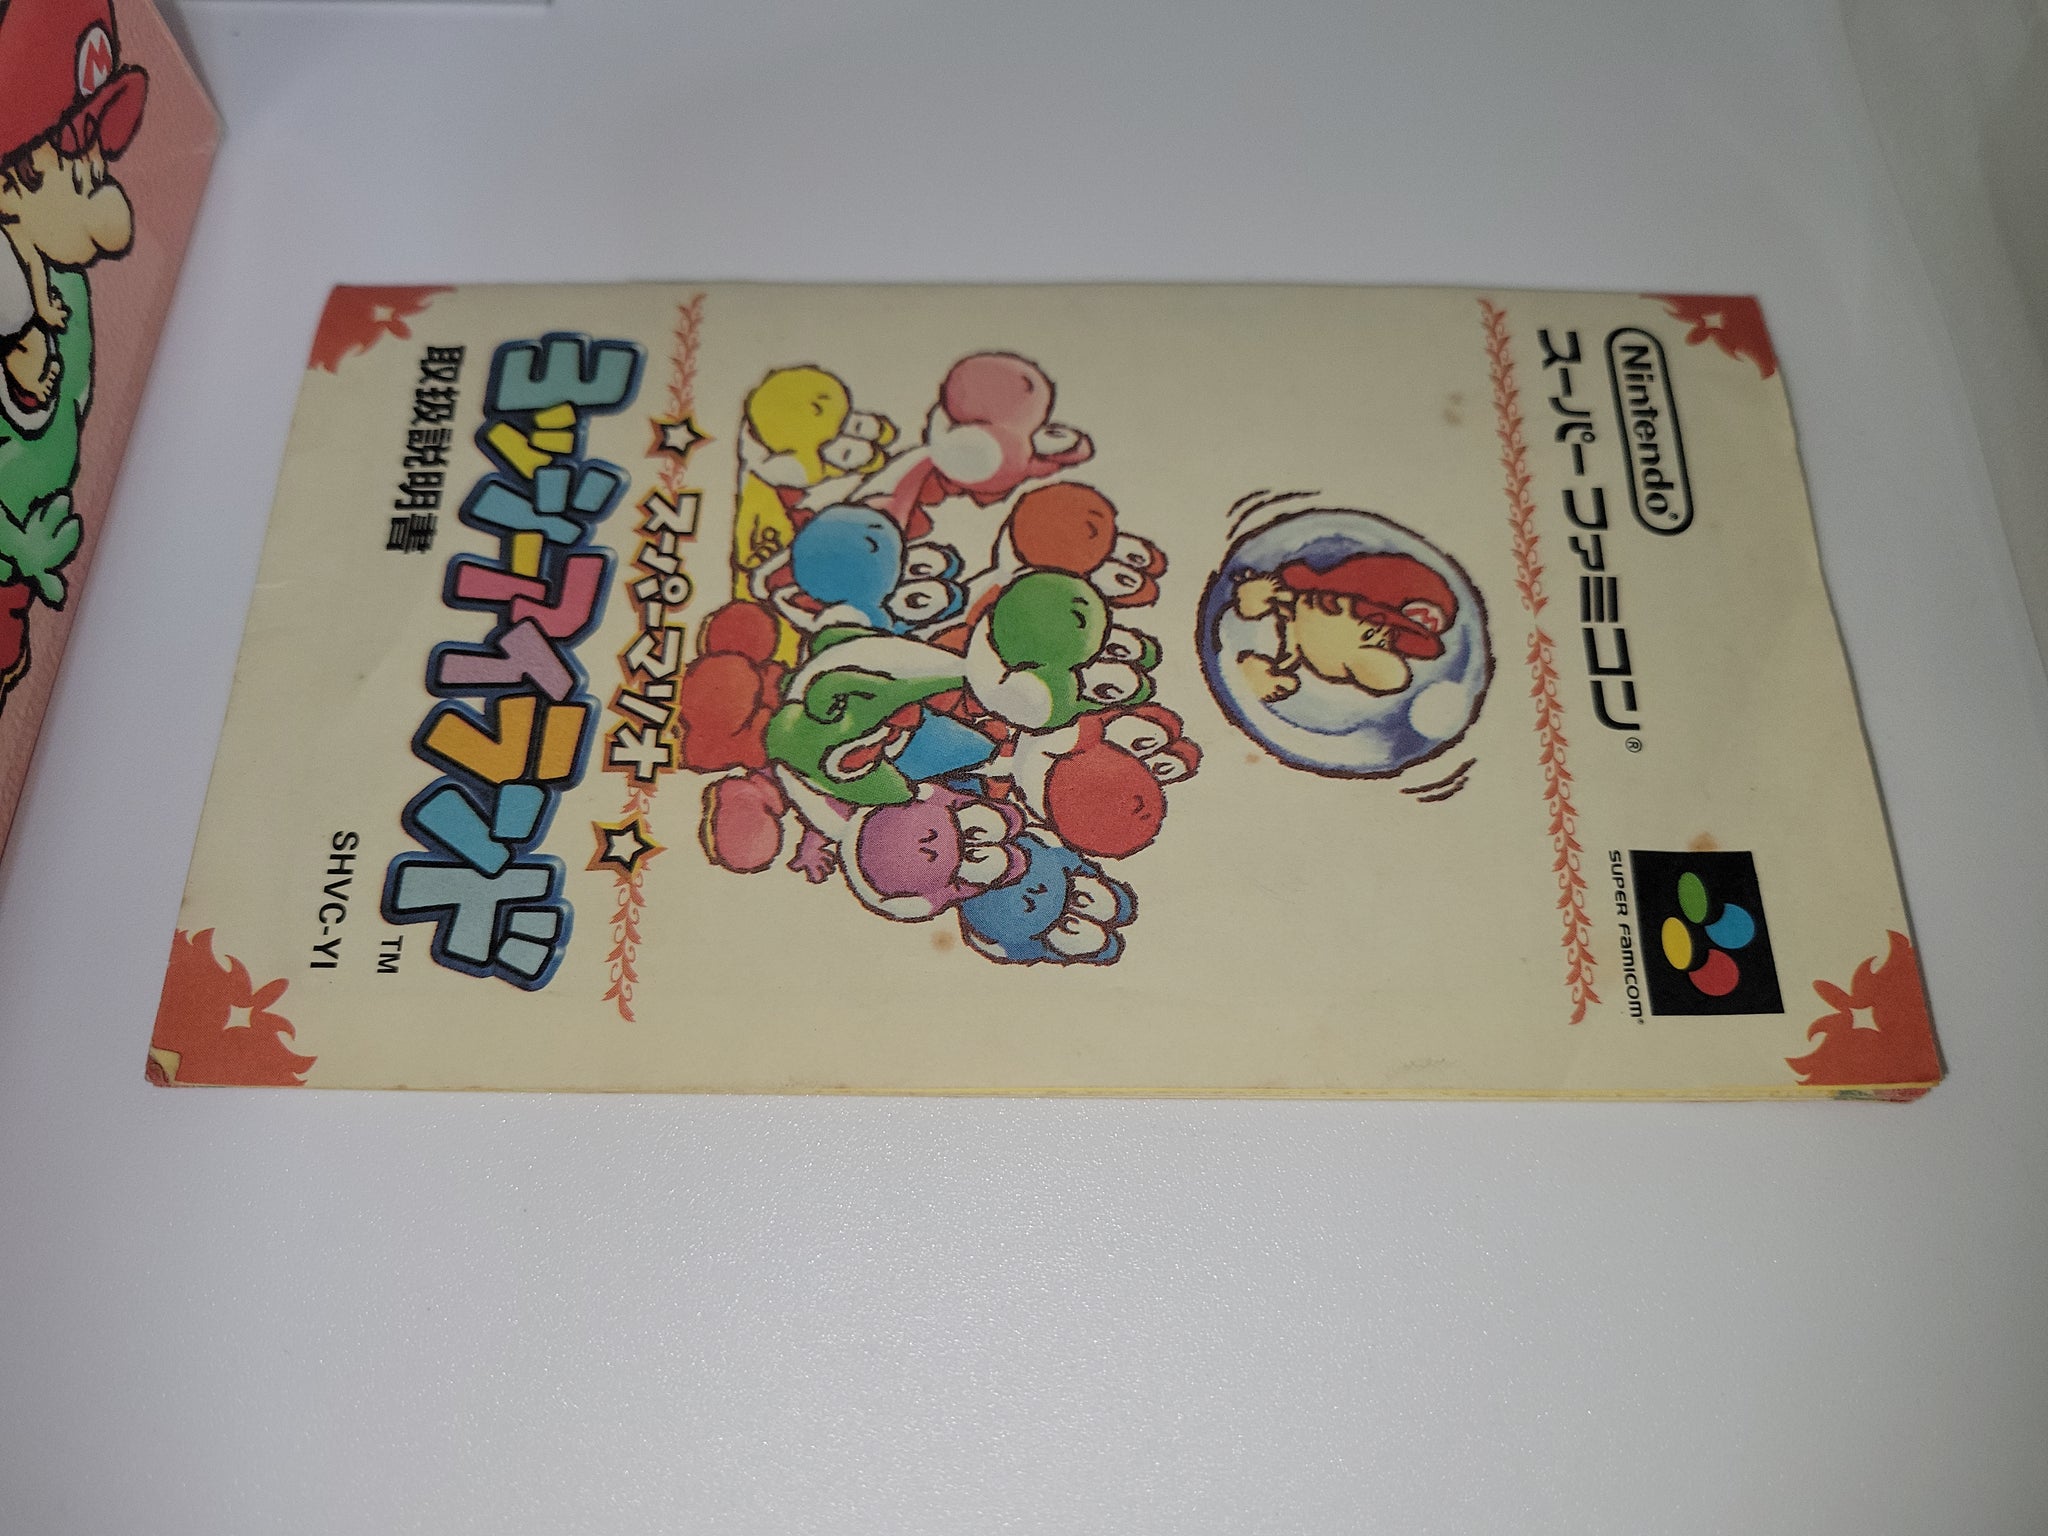 Nintendo®
スーパー ファミコン®
SUPER FAMICOM®
スーパーマリオ
ヨッシーアイランド
TM
取扱説明書
SHVC-YI